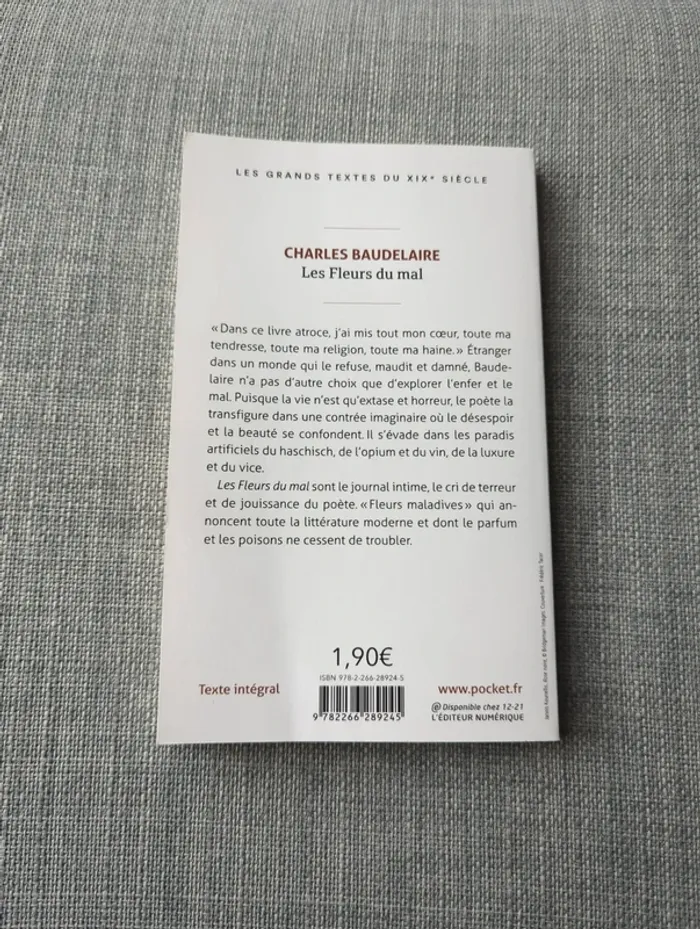 LES GRANDS TEXTES DU XIXᵉ SIÈCLE
CHARLES BAUDELAIRE
Les Fleurs du mal
« Dans ce livre atroce, j'ai mis tout mon cœur, toute ma
tendresse, toute ma religion, toute ma haine. » Étranger
dans un monde qui le refuse, maudit et damné, Baude-
laire n'a pas d'autre choix que d'explorer l'enfer et le
mal. Puisque la vie n'est qu'extase et horreur, le poète la
transfigure dans une contrée imaginaire où le désespoir
et la beauté se confondent. Il s'évade dans les paradis
artificiels du haschisch, de l'opium et du vin, de la luxure
et du vice.
Les Fleurs du mal sont le journal intime, le cri de terreur
et de jouissance du poète. « Fleurs maladives » qui an-
noncent toute la littérature moderne et dont le parfum
et les poisons ne cessent de troubler.
1,90€
ISBN 978-2-266-28924-5
Texte intégral
9 782266 289245
www.pocket.fr
@ Disponible chez 12-21
L'ÉDITEUR NUMÉRIQUE